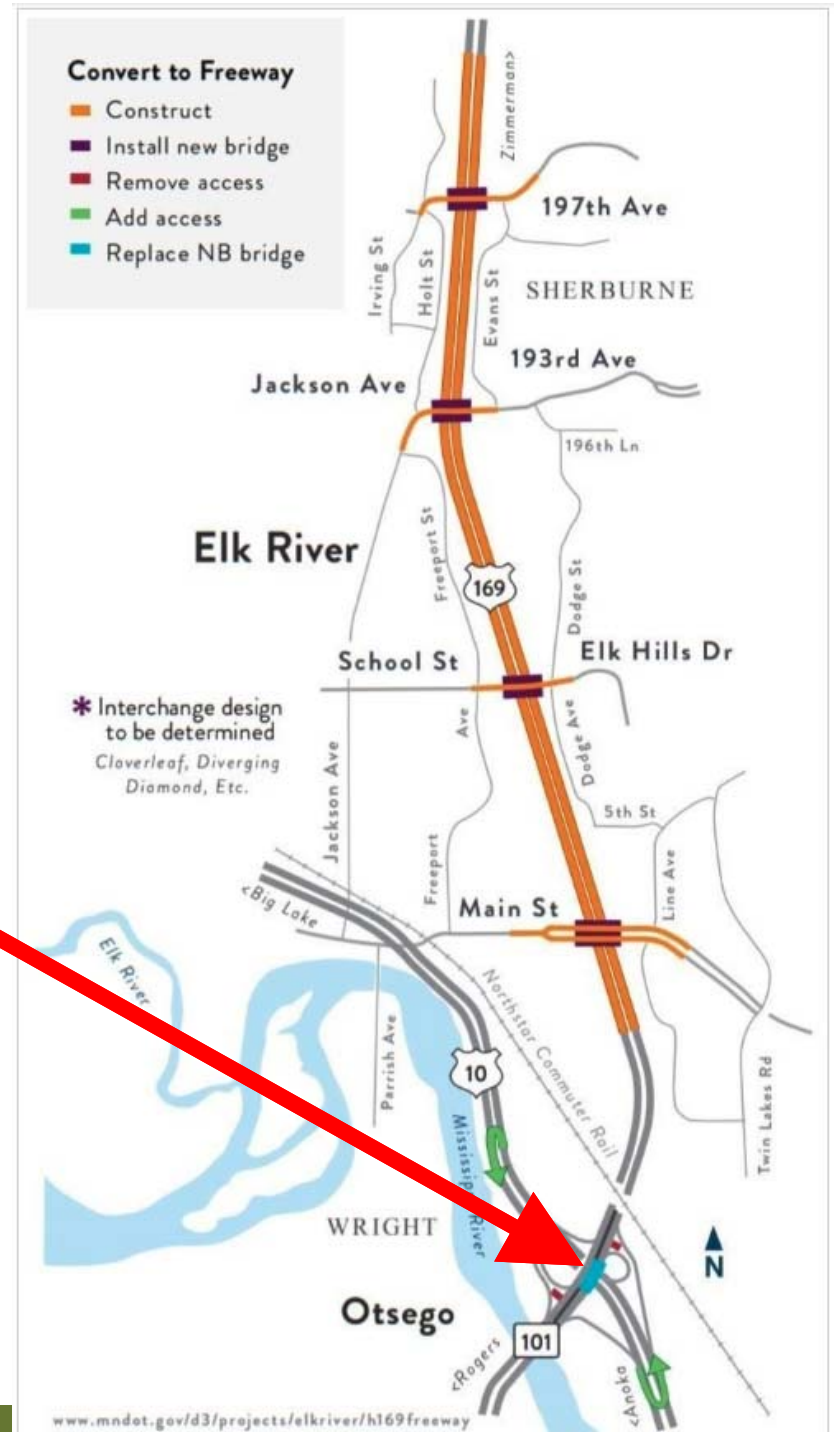 Convert to Freeway
Construct
Install new bridge
Remove access
Add access
Replace NB bridge
Zimmerman>
197th Ave
Irving St
Holt St
Evans St
SHERBURNE
193rd Ave
Jackson Ave
196th Ln
Elk River
Freeport St
169
Dodge St
School St
Elk Hills Dr
* Interchange design
to be determined
Cloverleaf, Diverging
Diamond, Etc.
Ave
Dodge Ave
Jackson Ave
5th St
Freeport
Line Ave
<Big Lake
Main St
Elk River
Northstar Commuter Rail
Parrish Ave
10
Twin Lakes Rd
Mississippi River
WRIGHT
N
Otsego
101
<Rogers
<Anoka
www.mndot.gov/d3/projects/elkriver/h169freeway